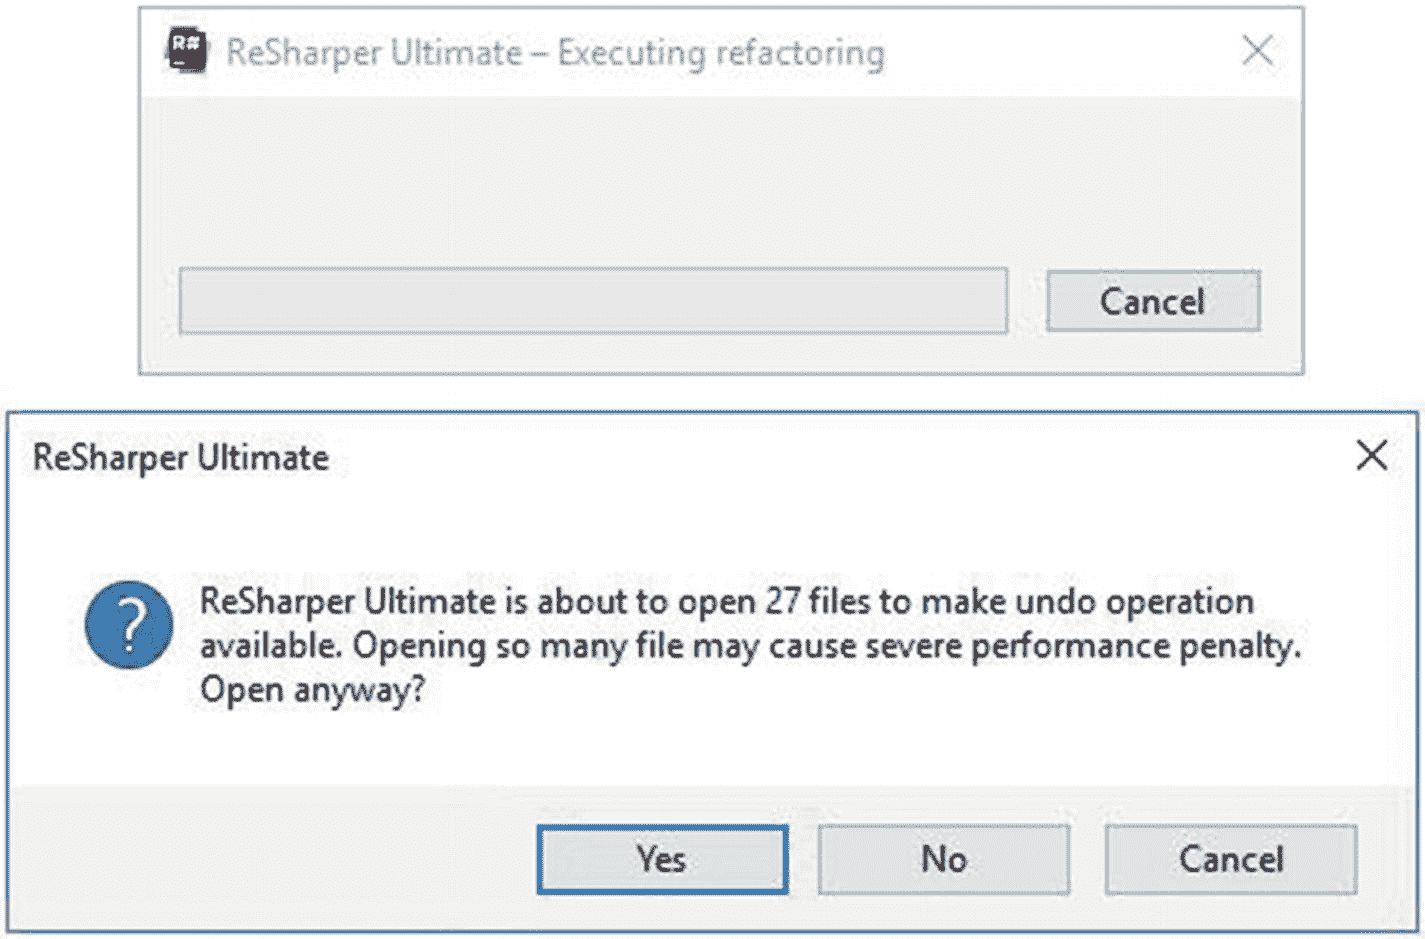 R#
ReSharper Ultimate – Executing refactoring
Cancel
ReSharper Ultimate
?
ReSharper Ultimate is about to open 27 files to make undo operation
available. Opening so many file may cause severe performance penalty.
Open anyway?
Yes No Cancel